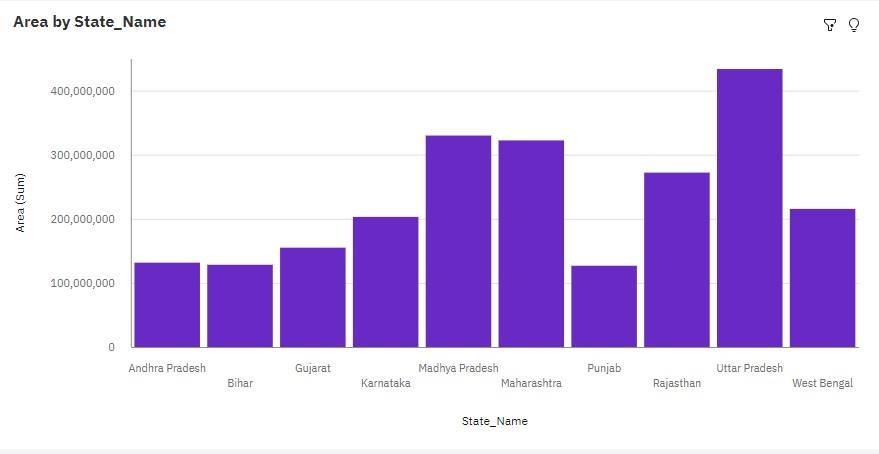 Area by State_Name
400,000,000
300,000,000
200,000,000
100,000,000
0
Area (Sum)
Andhra Pradesh
Bihar
Gujarat
Karnataka
Madhya Pradesh
Maharashtra
Punjab
Rajasthan
Uttar Pradesh
West Bengal
State_Name